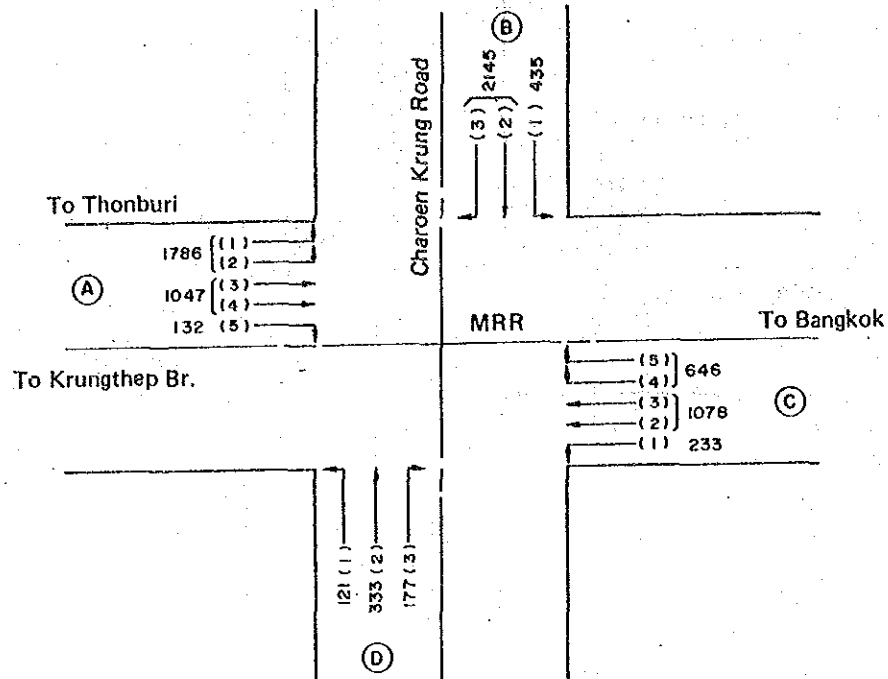 B
Charoen Krung Road
(3) (2) 2145
(1) 435
To Thonburi
A
1786 (1)
(2)
1047 (3)
(4)
132 (5)
To Krungthep Br.
MRR
To Bangkok
(5) 646
(4)
(3) 1078
(2)
(1) 233
C
121 (1)
333 (2)
177 (3)
D